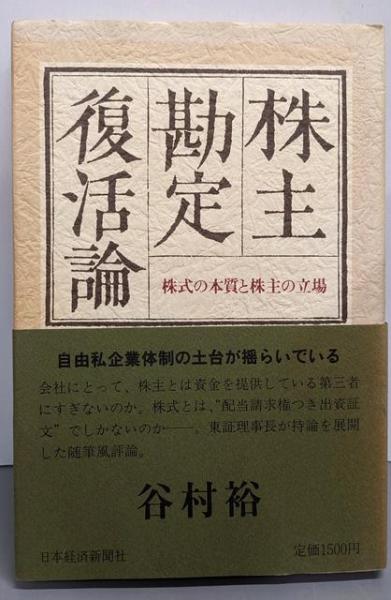 株主
勘定
復活論
株式の本質と株主の立場
自由私企業体制の土台が揺らいでいる
会社にとって、株主とは資金を提供している第三者
にすぎないのか。株式とは、"配当請求権つき出資証
文"でしかないのか――。東証理事長が持論を展開
した随筆風評論。
谷村裕
日本経済新聞社
定価1500円